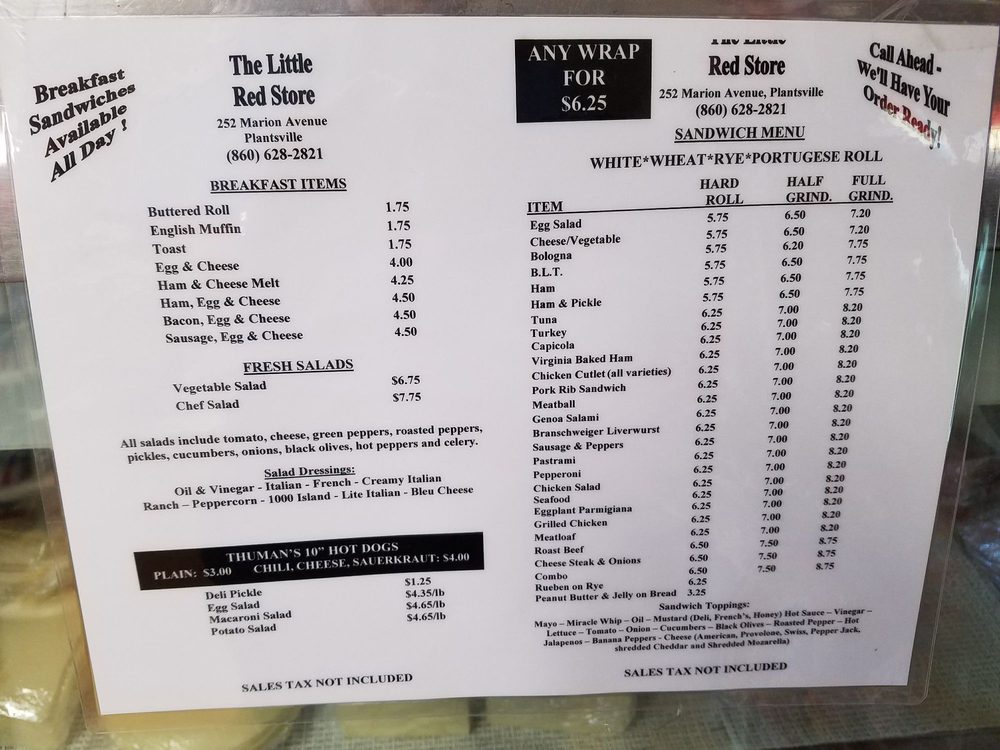 Breakfast
Sandwiches
Available
All Day !
The Little
Red Store
252 Marion Avenue
Plantsville
(860) 628-2821
BREAKFAST ITEMS
Buttered Roll 1.75
English Muffin 1.75
Toast 1.75
Egg & Cheese 4.00
Ham & Cheese Melt 4.25
Ham, Egg & Cheese 4.50
Bacon, Egg & Cheese 4.50
Sausage, Egg & Cheese 4.50
FRESH SALADS
Vegetable Salad $6.75
Chef Salad $7.75
All salads include tomato, cheese, green peppers, roasted peppers,
pickles, cucumbers, onions, black olives, hot peppers and celery.
Salad Dressings:
Oil & Vinegar - Italian - French - Creamy Italian
Ranch – Peppercorn - 1000 Island - Lite Italian - Bleu Cheese
THUMAN'S 10" HOT DOGS
PLAIN: $3.00 CHILI, CHEESE, SAUERKRAUT: $4.00
Deli Pickle $1.25
Egg Salad $4.35/lb
Macaroni Salad $4.65/lb
Potato Salad $4.65/lb
SALES TAX NOT INCLUDED
ANY WRAP
FOR
$6.25
The Little
Red Store
252 Marion Avenue, Plantsville
(860) 628-2821
Call Ahead -
We'll Have Your
Order Ready!
SANDWICH MENU
WHITE*WHEAT*RYE*PORTUGESE ROLL
HARD HALF FULL
ITEM ROLL GRIND. GRIND.
Egg Salad 5.75 6.50 7.20
Cheese/Vegetable 5.75 6.50 7.20
Bologna 5.75 6.20 7.75
B.L.T. 5.75 6.50 7.75
Ham 5.75 6.50 7.75
Ham & Pickle 5.75 6.50 7.75
Tuna 6.25 7.00 8.20
Turkey 6.25 7.00 8.20
Capicola 6.25 7.00 8.20
Virginia Baked Ham 6.25 7.00 8.20
Chicken Cutlet (all varieties) 6.25 7.00 8.20
Pork Rib Sandwich 6.25 7.00 8.20
Meatball 6.25 7.00 8.20
Genoa Salami 6.25 7.00 8.20
Branschweiger Liverwurst 6.25 7.00 8.20
Sausage & Peppers 6.25 7.00 8.20
Pastrami 6.25 7.00 8.20
Pepperoni 6.25 7.00 8.20
Chicken Salad 6.25 7.00 8.20
Seafood 6.25 7.00 8.20
Eggplant Parmigiana 6.25 7.00 8.20
Grilled Chicken 6.25 7.00 8.20
Meatloaf 6.25 7.00 8.20
Roast Beef 6.50 7.50 8.75
Cheese Steak & Onions 6.50 7.50 8.75
Combo 6.50 7.50 8.75
Rueben on Rye 6.25
Peanut Butter & Jelly on Bread 3.25
Sandwich Toppings:
Mayo – Miracle Whip – Oil – Mustard (Deli, French's, Honey) Hot Sauce – Vinegar –
Lettuce – Tomato – Onion – Cucumbers – Black Olives – Roasted Pepper – Hot
Jalapenos – Banana Peppers - Cheese (American, Provolone, Swiss, Pepper Jack,
shredded Cheddar and Shredded Mozarella)
SALES TAX NOT INCLUDED